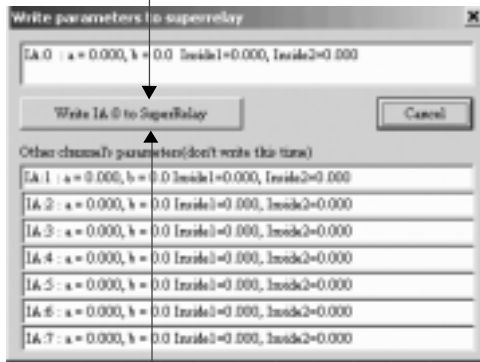 Write parameters to superrelay
IA:0 : a = 0.000, b = 0.0 Inside1=0.000, Inside2=0.000
Write IA:0 to SuperRelay
Cancel
Other channel's parameters(don't write this time)
IA:1 : a = 0.000, b = 0.0 Inside1=0.000, Inside2=0.000
IA:2 : a = 0.000, b = 0.0 Inside1=0.000, Inside2=0.000
IA:3 : a = 0.000, b = 0.0 Inside1=0.000, Inside2=0.000
IA:4 : a = 0.000, b = 0.0 Inside1=0.000, Inside2=0.000
IA:5 : a = 0.000, b = 0.0 Inside1=0.000, Inside2=0.000
IA:6 : a = 0.000, b = 0.0 Inside1=0.000, Inside2=0.000
IA:7 : a = 0.000, b = 0.0 Inside1=0.000, Inside2=0.000